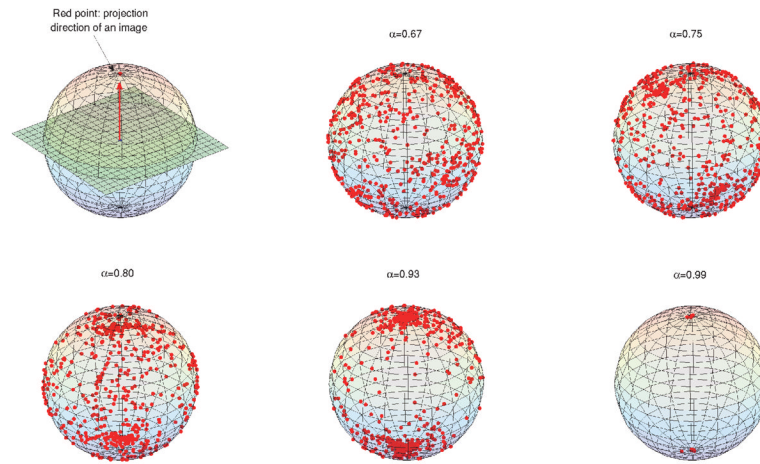 Red point: projection
direction of an image
α=0.67
α=0.75
α=0.80
α=0.93
α=0.99